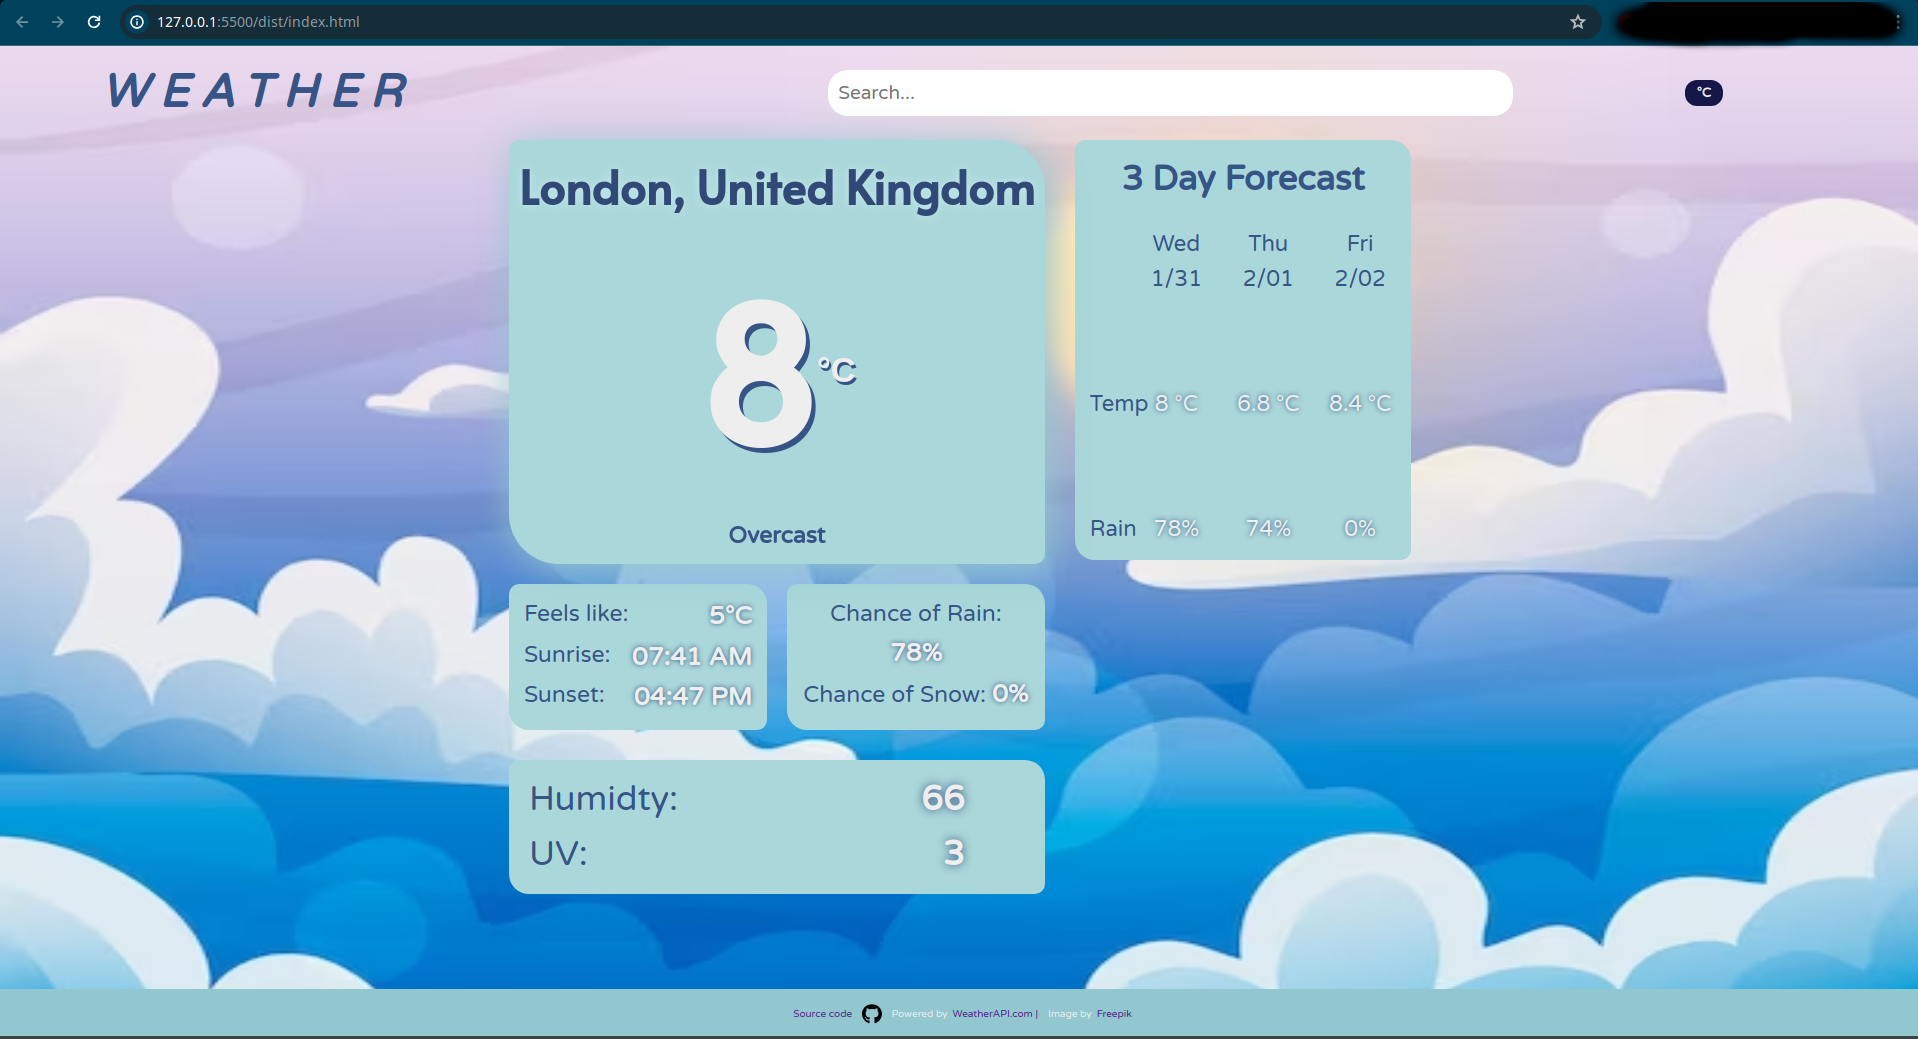 127.0.0.1:5500/dist/index.html
WEATHER
Search...
°C
London, United Kingdom
8 °C
Overcast
3 Day Forecast
Wed Thu Fri
1/31 2/01 2/02
Temp 8 °C 6.8 °C 8.4 °C
Rain 78% 74% 0%
Feels like: 5°C
Sunrise: 07:41 AM
Sunset: 04:47 PM
Chance of Rain:
78%
Chance of Snow: 0%
Humidty: 66
UV: 3
Source code Powered by WeatherAPI.com | Image by Freepik